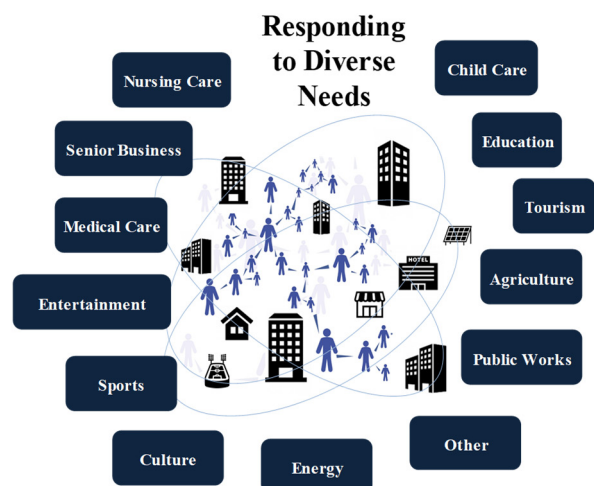 Responding
to Diverse
Needs
Nursing Care
Child Care
Senior Business
Education
Medical Care
Tourism
HOTEL
Entertainment
Agriculture
Sports
Public Works
Culture
Energy
Other